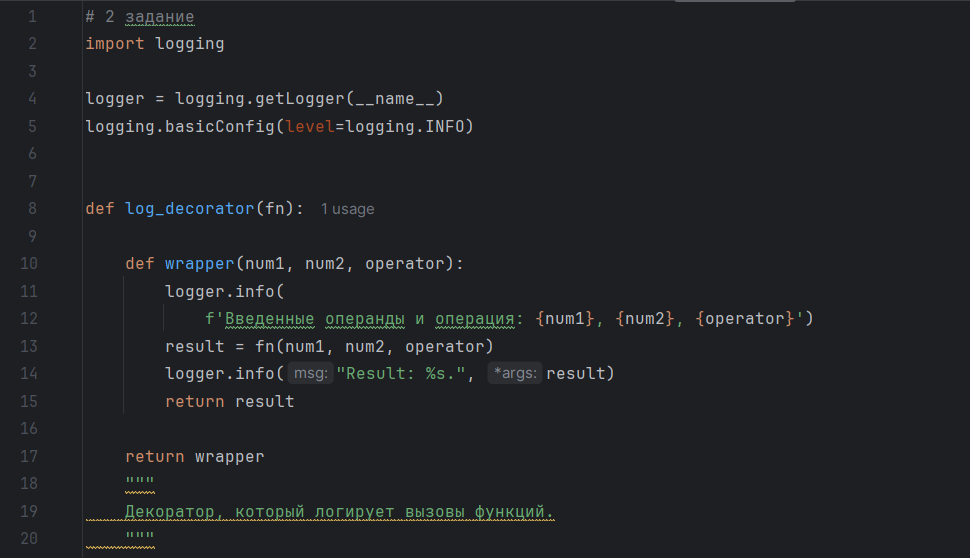 1 # 2 задание
2 import logging
3
4 logger = logging.getLogger(__name__)
5 logging.basicConfig(level=logging.INFO)
6
7
8 def log_decorator(fn): 1 usage
9
10     def wrapper(num1, num2, operator):
11         logger.info(
12             f'Введенные операнды и операция: {num1}, {num2}, {operator}')
13         result = fn(num1, num2, operator)
14         logger.info( msg: "Result: %s.", *args: result)
15         return result
16
17     return wrapper
18     """
19     Декоратор, который логирует вызовы функций.
20     """